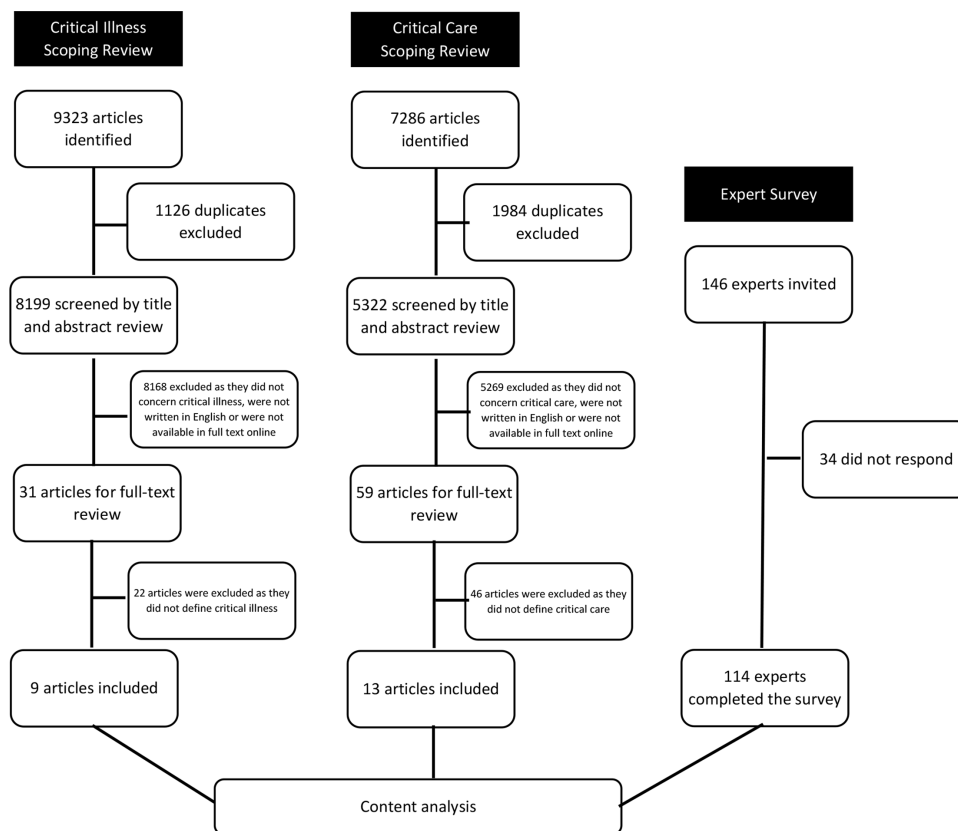 Critical Illness
Scoping Review
9323 articles
identified
1126 duplicates
excluded
8199 screened by title
and abstract review
8168 excluded as they did not
concern critical illness, were not
written in English or were not
available in full text online
31 articles for full-text
review
22 articles were excluded as they
did not define critical illness
9 articles included
Critical Care
Scoping Review
7286 articles
identified
1984 duplicates
excluded
5322 screened by title
and abstract review
5269 excluded as they did not
concern critical care, were not
written in English or were not
available in full text online
59 articles for full-text
review
46 articles were excluded as they
did not define critical care
13 articles included
Expert Survey
146 experts invited
34 did not respond
114 experts
completed the survey
Content analysis